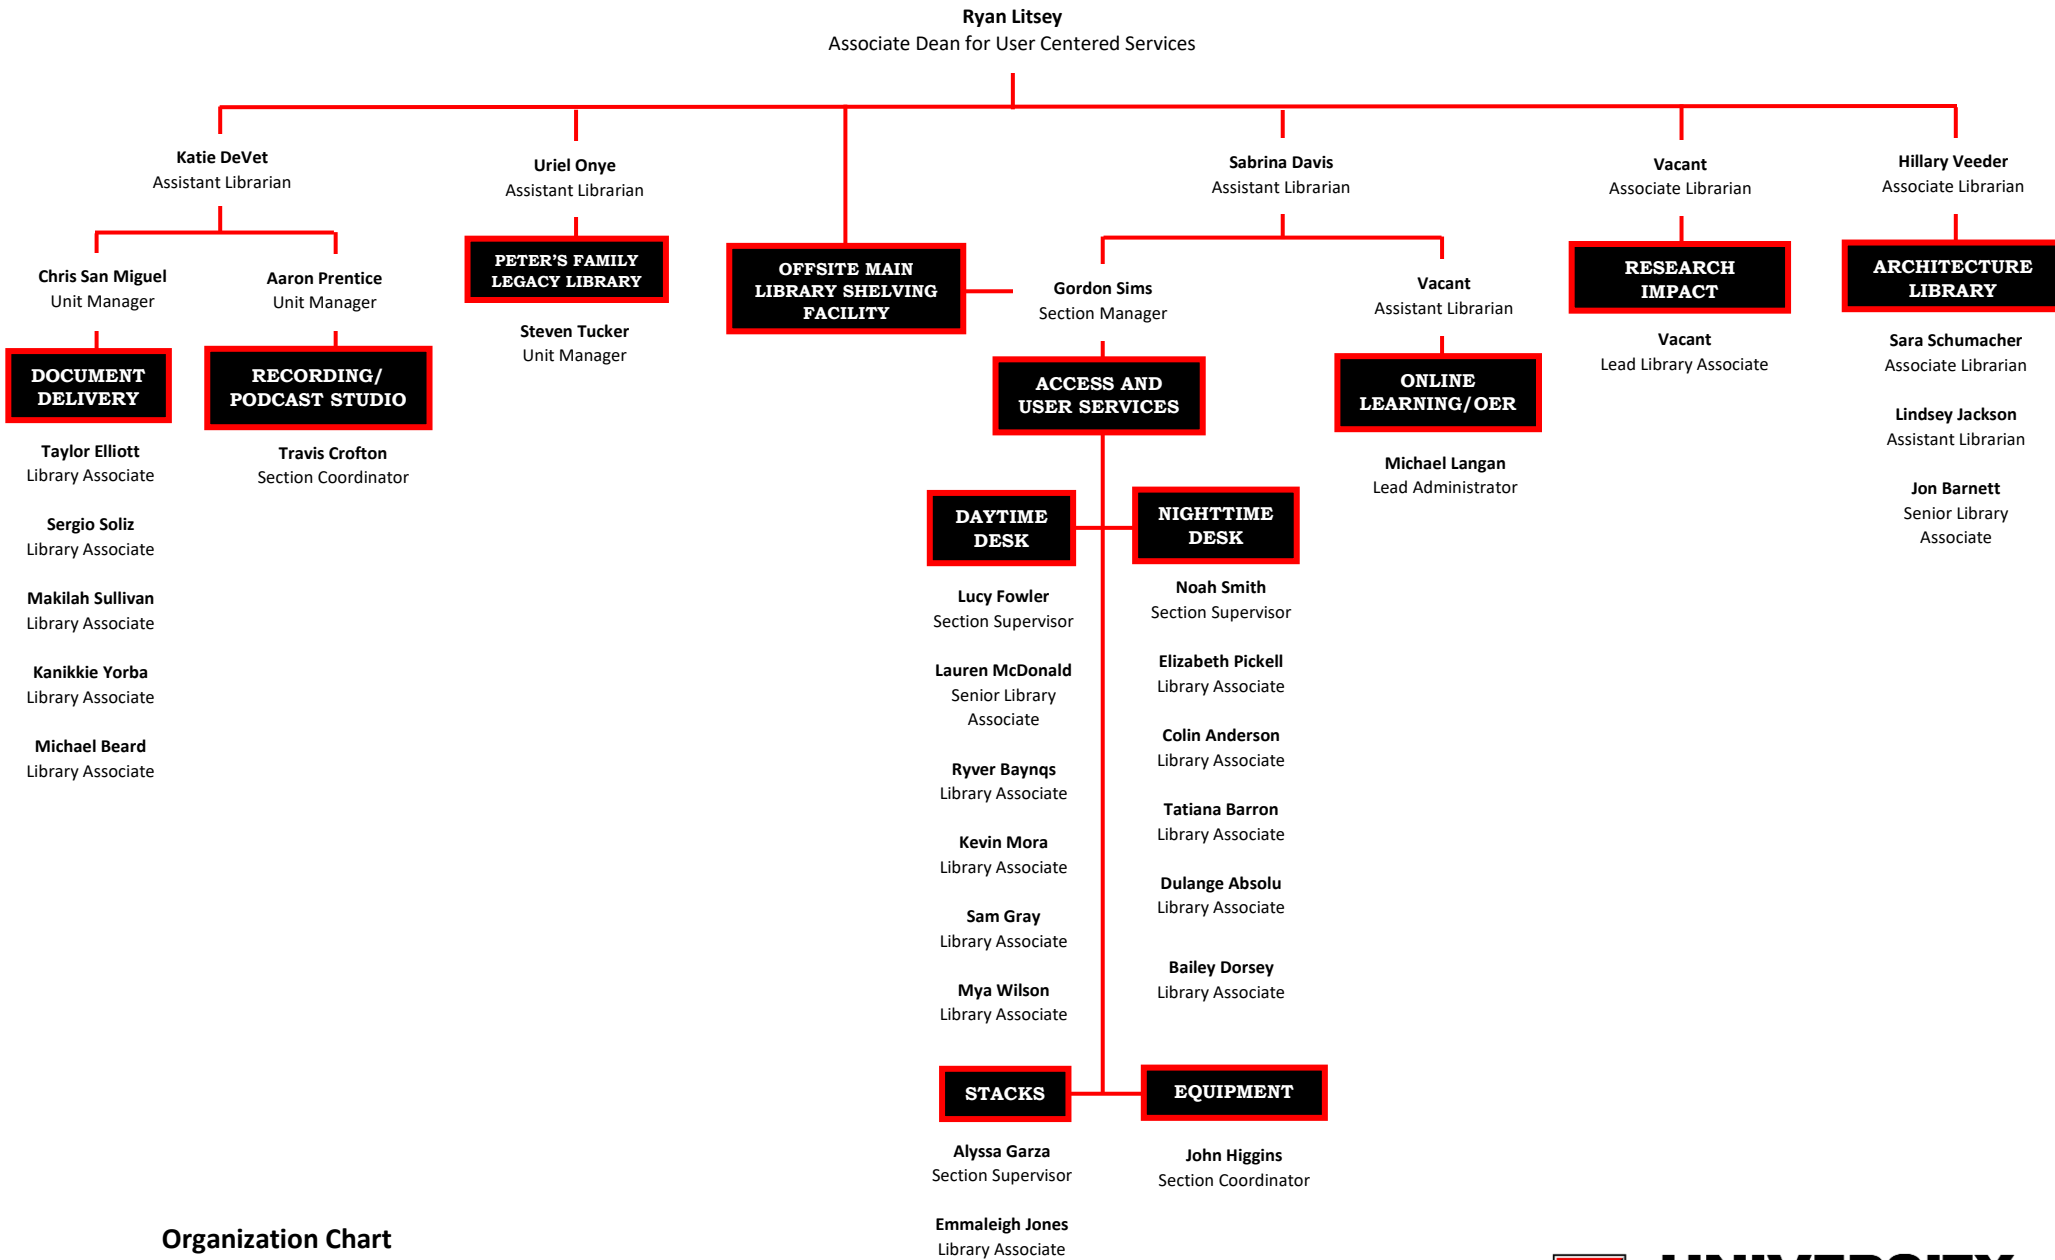 Ryan Litsey
Associate Dean for User Centered Services
Katie DeVet
Assistant Librarian
Chris San Miguel
Unit Manager
DOCUMENT
DELIVERY
Taylor Elliott
Library Associate
Sergio Soliz
Library Associate
Makilah Sullivan
Library Associate
Kanikkie Yorba
Library Associate
Michael Beard
Library Associate
Aaron Prentice
Unit Manager
RECORDING/
PODCAST STUDIO
Travis Crofton
Section Coordinator
Uriel Onye
Assistant Librarian
PETER'S FAMILY
LEGACY LIBRARY
Steven Tucker
Unit Manager
OFFSITE MAIN
LIBRARY SHELVING
FACILITY
Sabrina Davis
Assistant Librarian
Gordon Sims
Section Manager
ACCESS AND
USER SERVICES
DAYTIME
DESK
Lucy Fowler
Section Supervisor
Lauren McDonald
Senior Library
Associate
Ryver Baynqs
Library Associate
Kevin Mora
Library Associate
Sam Gray
Library Associate
Mya Wilson
Library Associate
NIGHTTIME
DESK
Noah Smith
Section Supervisor
Elizabeth Pickell
Library Associate
Colin Anderson
Library Associate
Tatiana Barron
Library Associate
Dulange Absolu
Library Associate
Bailey Dorsey
Library Associate
STACKS
Alyssa Garza
Section Supervisor
Emmaleigh Jones
Library Associate
EQUIPMENT
John Higgins
Section Coordinator
Vacant
Assistant Librarian
ONLINE
LEARNING/OER
Michael Langan
Lead Administrator
Vacant
Associate Librarian
RESEARCH
IMPACT
Vacant
Lead Library Associate
Hillary Veeder
Associate Librarian
ARCHITECTURE
LIBRARY
Sara Schumacher
Associate Librarian
Lindsey Jackson
Assistant Librarian
Jon Barnett
Senior Library
Associate
Organization Chart
UNIVERSITY